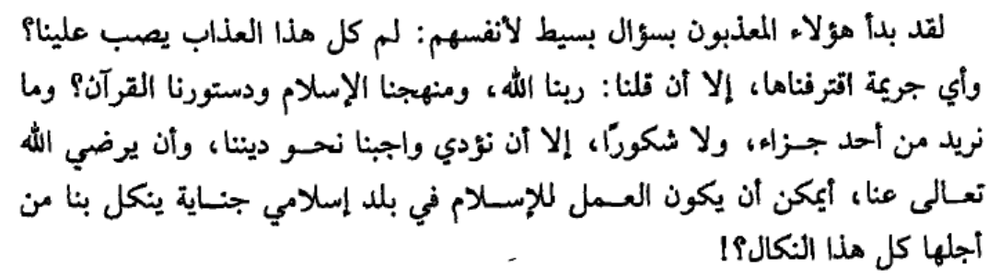 لقد بدأ هؤلاء المعذبون بسؤال بسيط لأنفسهم: لم كل هذا العذاب يصب علينا؟
وأي جريمة اقترفناها، إلا أن قلنا: ربنا الله، ومنهجنا الإسلام ودستورنا القرآن؟ وما
نريد من أحد جـزاء، ولا شكورًا، إلا أن نؤدي واجبنا نحـو ديننا، وأن يرضي الله
تعـالى عنا، أيمكن أن يكون العـمل للإسـلام في بلد إسلامي جنـاية ينكل بنا من
أجلها كل هذا النكال؟!